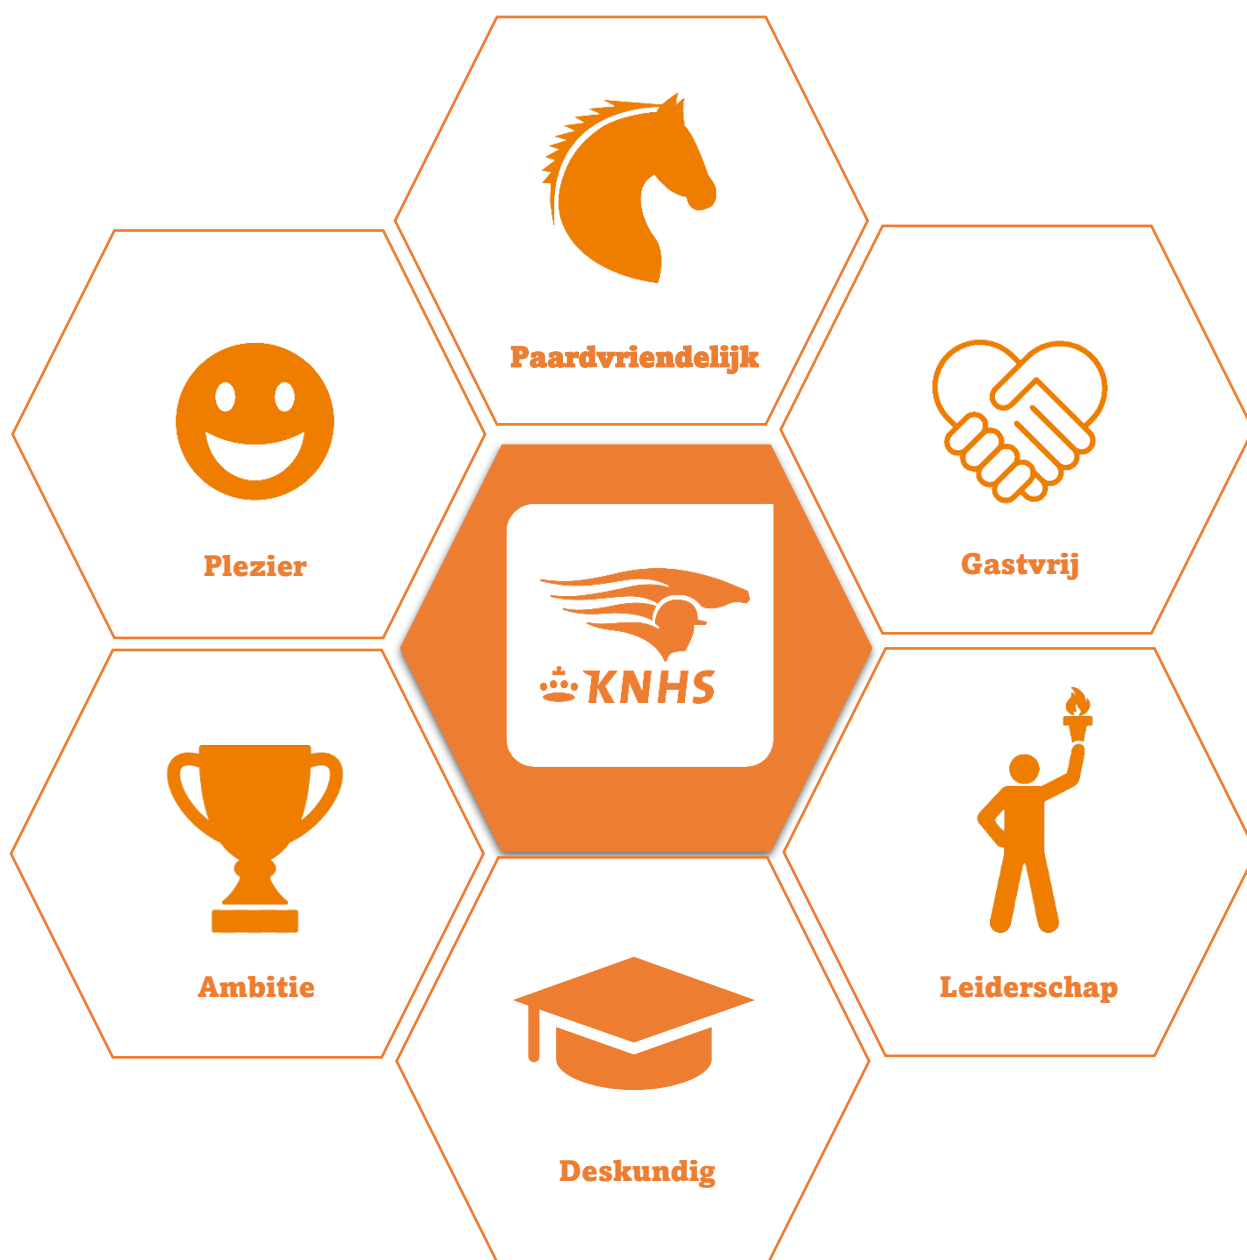 Paardvriendelijk
Plezier
Gastvrij
KNHS
Ambitie
Leiderschap
Deskundig